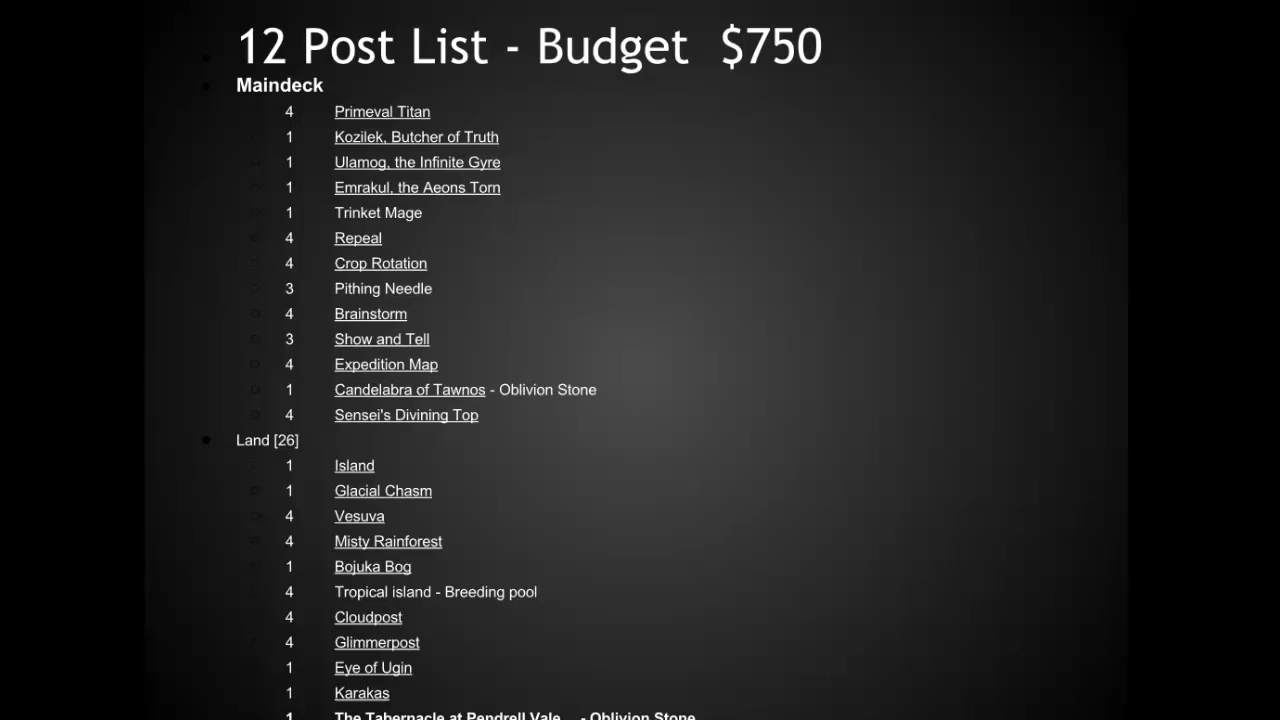 12 Post List - Budget $750
Maindeck
4 Primeval Titan
1 Kozilek, Butcher of Truth
1 Ulamog, the Infinite Gyre
1 Emrakul, the Aeons Torn
1 Trinket Mage
4 Repeal
4 Crop Rotation
3 Pithing Needle
4 Brainstorm
3 Show and Tell
4 Expedition Map
1 Candelabra of Tawnos - Oblivion Stone
4 Sensei's Divining Top
Land [26]
1 Island
1 Glacial Chasm
4 Vesuva
4 Misty Rainforest
1 Bojuka Bog
4 Tropical island - Breeding pool
4 Cloudpost
4 Glimmerpost
1 Eye of Ugin
1 Karakas
1 The Tabernacle at Pendrell Vale - Oblivion Stone